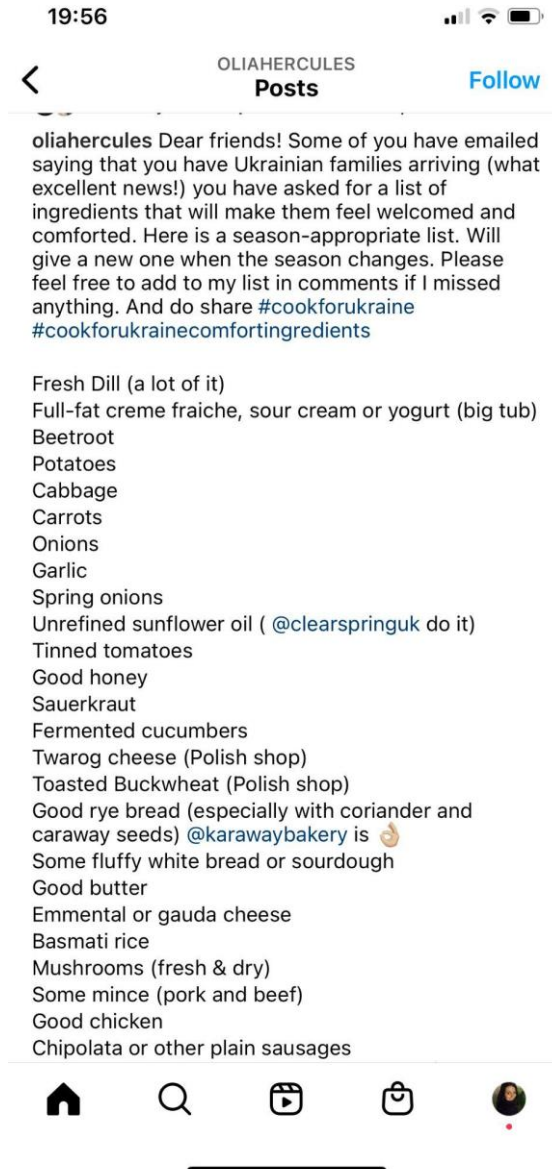 19:56
OLIAHERCULES
Posts
Follow
oliahercules Dear friends! Some of you have emailed
saying that you have Ukrainian families arriving (what
excellent news!) you have asked for a list of
ingredients that will make them feel welcomed and
comforted. Here is a season-appropriate list. Will
give a new one when the season changes. Please
feel free to add to my list in comments if I missed
anything. And do share #cookforukraine
#cookforukrainecomfortingredients
Fresh Dill (a lot of it)
Full-fat creme fraiche, sour cream or yogurt (big tub)
Beetroot
Potatoes
Cabbage
Carrots
Onions
Garlic
Spring onions
Unrefined sunflower oil ( @clearspringuk do it)
Tinned tomatoes
Good honey
Sauerkraut
Fermented cucumbers
Twarog cheese (Polish shop)
Toasted Buckwheat (Polish shop)
Good rye bread (especially with coriander and
caraway seeds) @karawaybakery is 👌🏼
Some fluffy white bread or sourdough
Good butter
Emmental or gauda cheese
Basmati rice
Mushrooms (fresh & dry)
Some mince (pork and beef)
Good chicken
Chipolata or other plain sausages